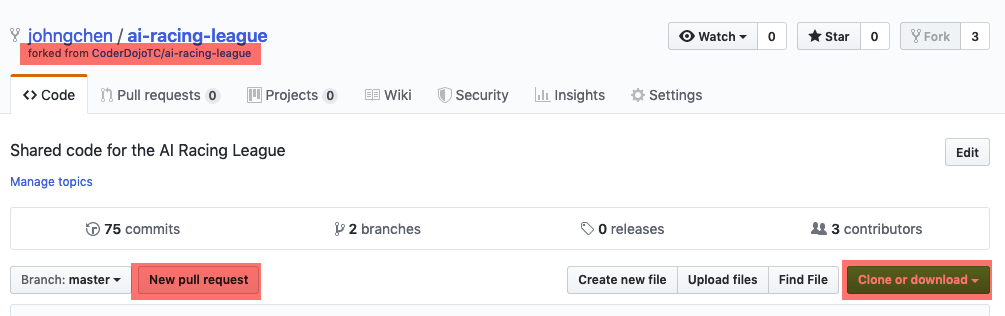 johngchen / ai-racing-league
Watch 0 Star 0 Fork 3
forked from CoderDojoTC/ai-racing-league
Code Pull requests 0 Projects 0 Wiki Security Insights Settings
Shared code for the AI Racing League
Edit
Manage topics
75 commits 2 branches 0 releases 3 contributors
Branch: master New pull request Create new file Upload files Find File Clone or download